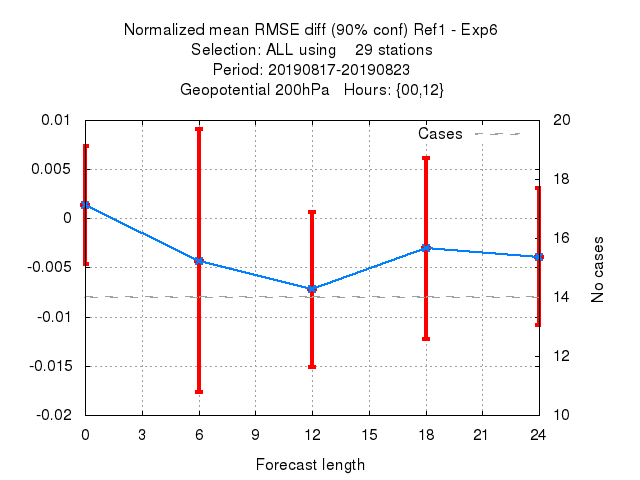 Normalized mean RMSE diff (90% conf) Ref1 - Exp6
Selection: ALL using    29 stations
Period: 20190817-20190823
Geopotential 200hPa   Hours: {00,12}
Cases
0.01
0.005
0
-0.005
-0.01
-0.015
-0.02
20
18
16
14
12
10
No cases
0 3 6 9 12 15 18 21 24
Forecast length